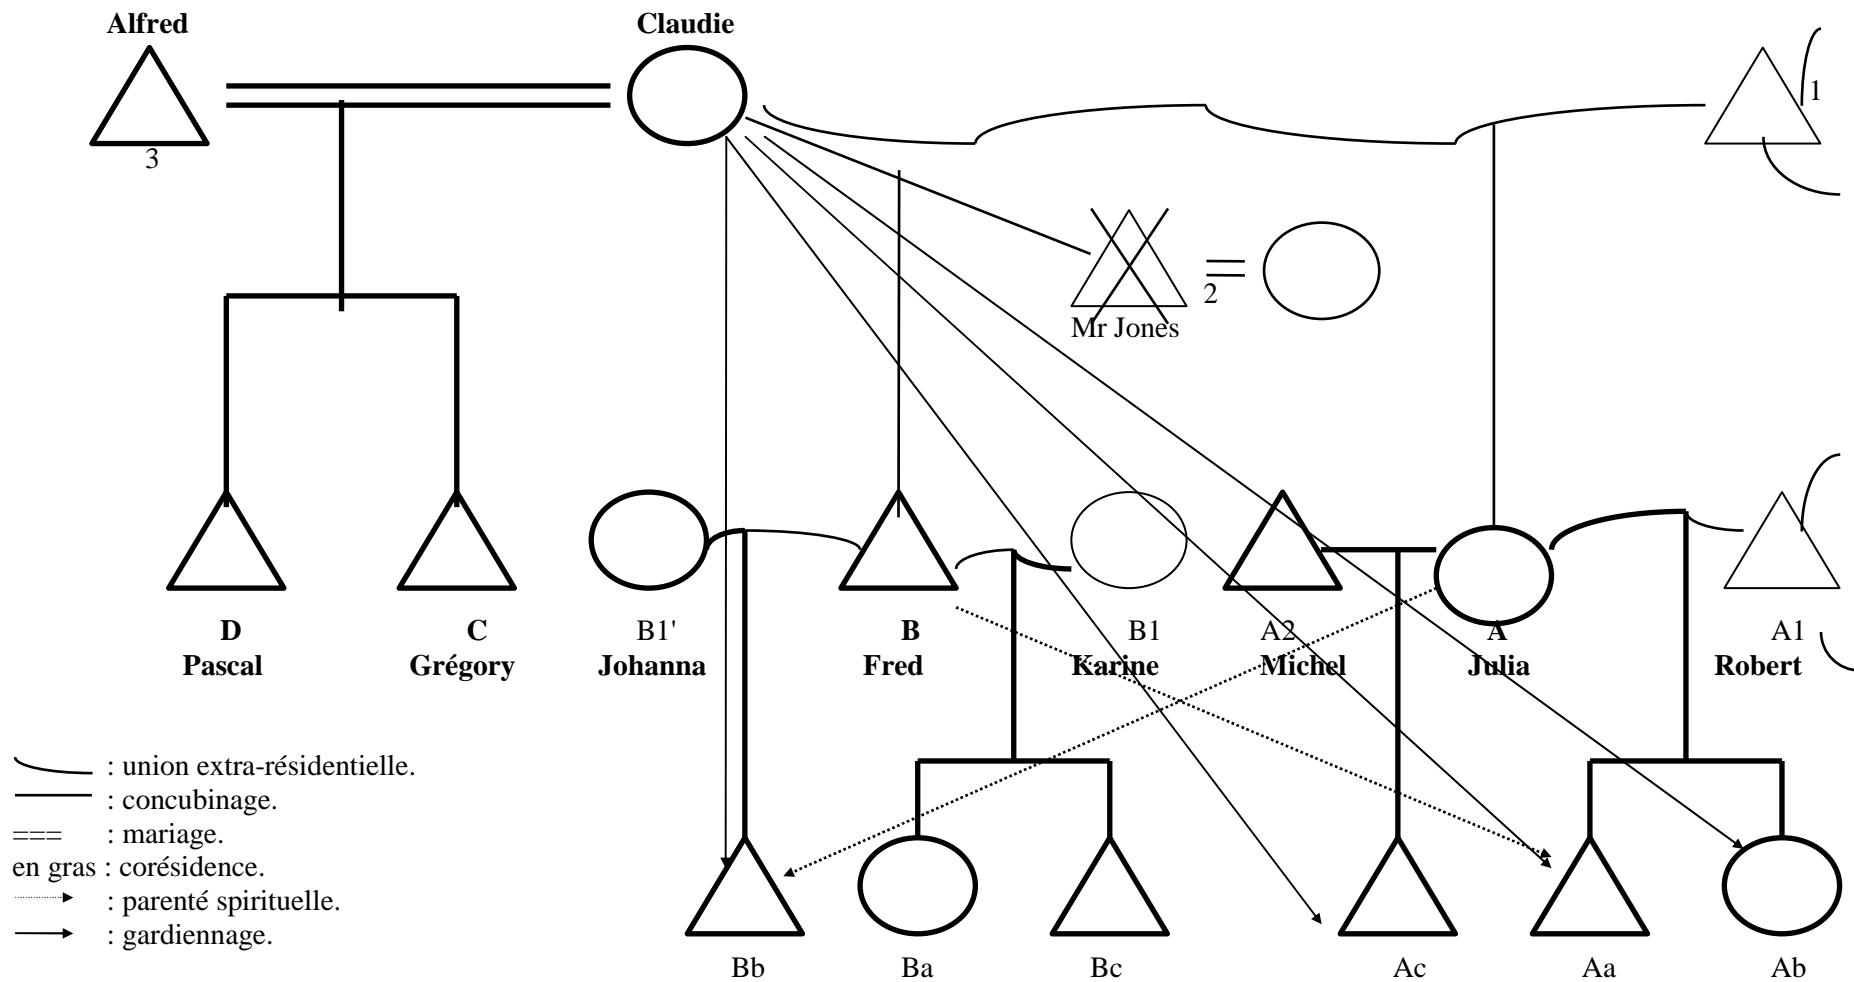 Alfred Claudie
1
3
2
Mr Jones
D C B1' B B1 A2 A A1
Pascal Grégory Johanna Fred Karine Michel Julia Robert
: union extra-résidentielle.
: concubinage.
=== : mariage.
en gras : corésidence.
: parenté spirituelle.
: gardiennage.
Bb Ba Bc Ac Aa Ab